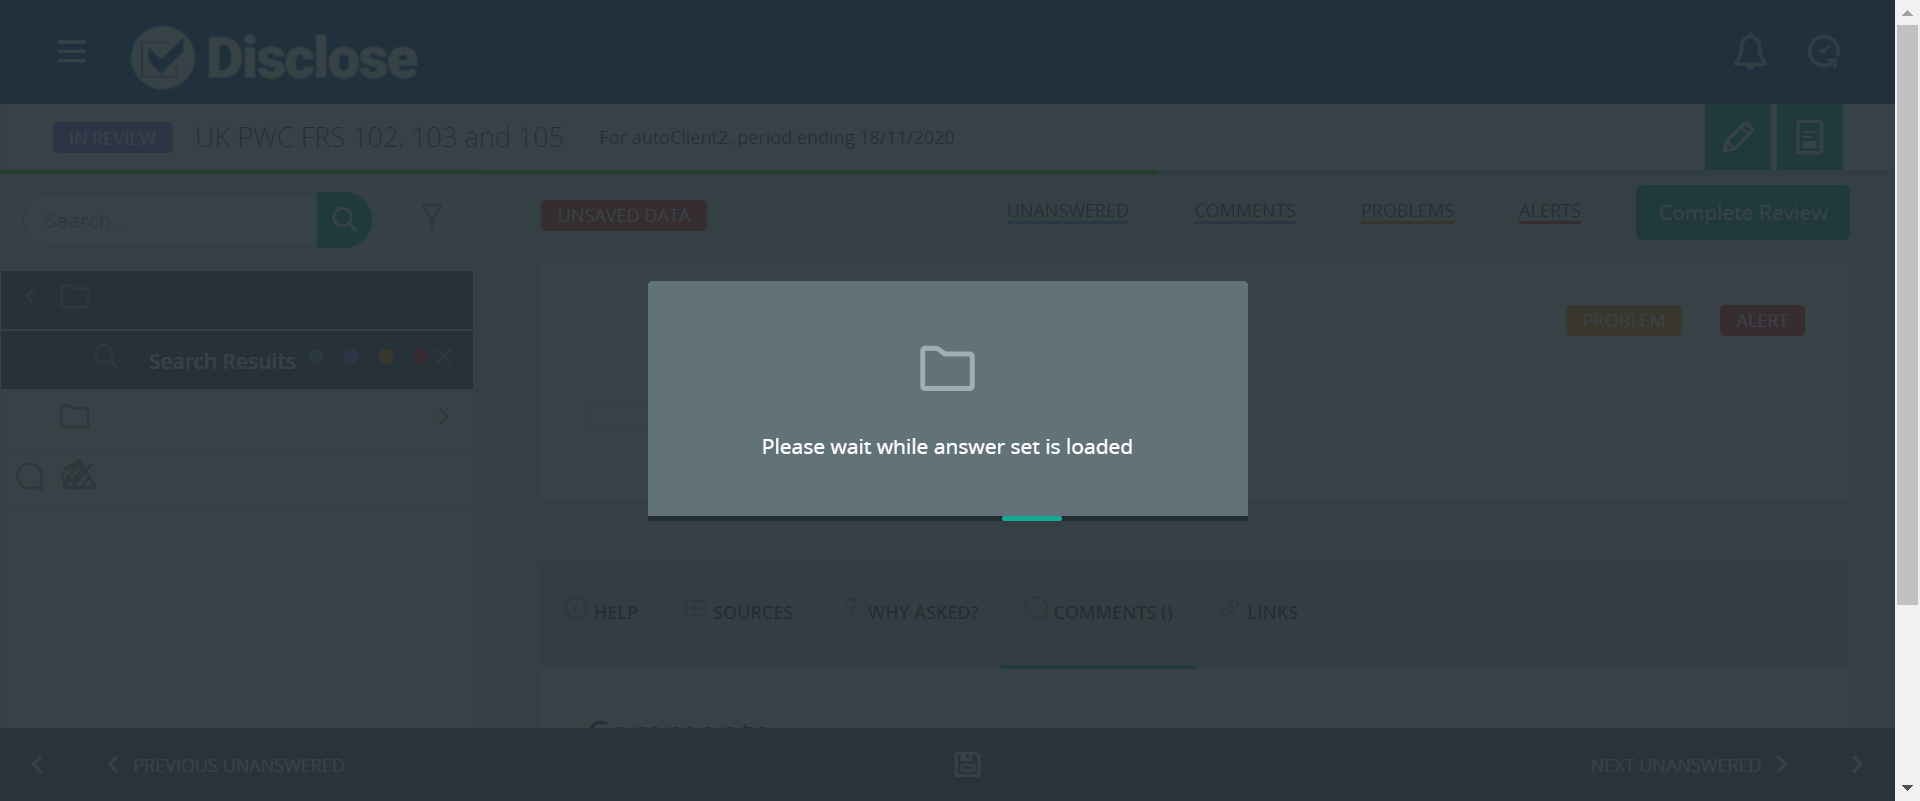 Disclose
IN REVIEW UK PWC FRS 102, 103 and 105 For autoClient2, period ending 18/11/2020
Search...
UNSAVED DATA UNANSWERED COMMENTS PROBLEMS ALERTS Complete Review
PROBLEM ALERT
Search Results
Please wait while answer set is loaded
HELP SOURCES WHY ASKED? COMMENTS () LINKS
Comments
PREVIOUS UNANSWERED NEXT UNANSWERED